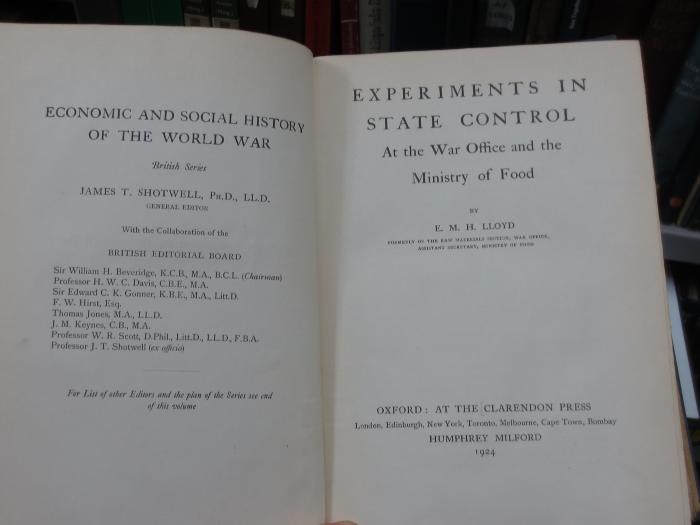 ECONOMIC AND SOCIAL HISTORY
OF THE WORLD WAR
British Series
JAMES T. SHOTWELL, PH.D., LL.D.
GENERAL EDITOR
With the Collaboration of the
BRITISH EDITORIAL BOARD
Sir William H. Beveridge, K.C.B., M.A., B.C.L. (Chairman)
Professor H. W. C. Davis, C.B.E., M.A.
Sir Edward C. K. Gonner, K.B.E., M.A., Litt.D.
F. W. Hirst, Esq.
Thomas Jones, M.A., LL.D.
J. M. Keynes, C.B., M.A.
Professor W. R. Scott, D.Phil., Litt.D., LL.D., F.B.A.
Professor J. T. Shotwell (ex officio)
For List of other Editors and the plan of the Series see end
of this volume
EXPERIMENTS IN
STATE CONTROL
At the War Office and the
Ministry of Food
BY
E. M. H. LLOYD
FORMERLY OF THE RAW MATERIALS SECTION, WAR OFFICE,
ASSISTANT SECRETARY, MINISTRY OF FOOD
OXFORD: AT THE CLARENDON PRESS
London, Edinburgh, New York, Toronto, Melbourne, Cape Town, Bombay
HUMPHREY MILFORD
1924